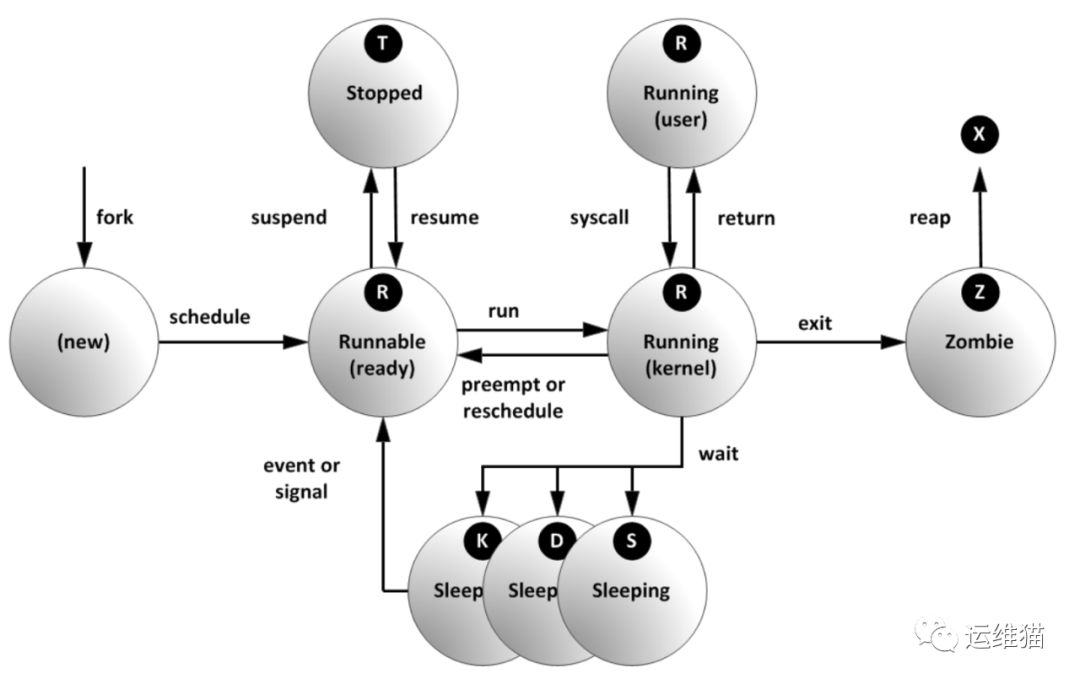 T
Stopped
R
Running
(user)
X
fork
suspend
resume
syscall
return
reap
(new)
schedule
R
Runnable
(ready)
run
preempt or
reschedule
R
Running
(kernel)
exit
Z
Zombie
event or
signal
wait
K
Sleep
D
Sleep
S
Sleeping
运维猫